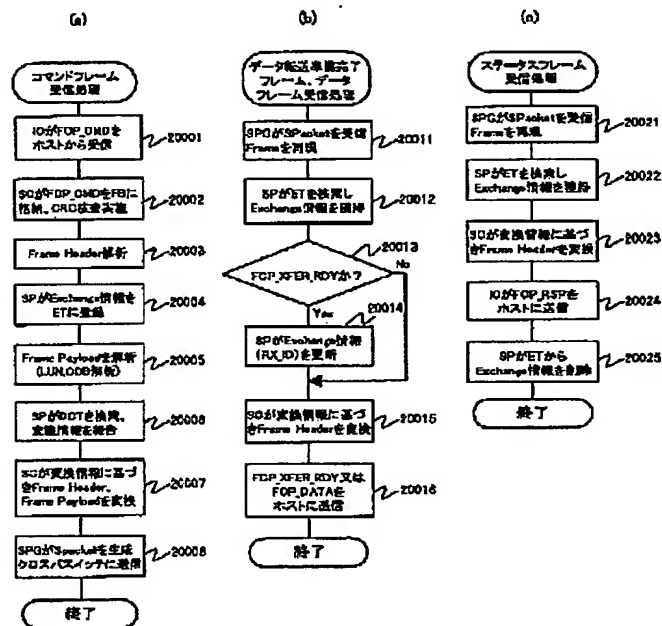 (a)
コマンドフレーム
受信処理
ICがFCP_CMDを
ホストから受信
20001
SCがFCP_CMDをFBに
格納、CRC検査実施
20002
Frame Header解析
20003
SPがExchange情報を
ETに登録
20004
Frame Payloadを解析
(LUN,CDB解析)
20005
SPがDCTを検索、
変換情報を報告
20006
SCが変換情報に基づ
きFrame Header、
Frame Payloadを変換
20007
SPGがSpacketを生成
クロスバスイッチに送信
20008
終了
(b)
データ転送準備完了
フレーム、データ
フレーム受信処理
SPGがSPacketを受信
Frameを再現
20011
SPがETを検索し
Exchange情報を獲得
20012
FCP_XFER_RDYか?
20013
No
Yes
SPがExchange情報
(RX_ID)を更新
20014
SCが変換情報に基づ
きFrame Headerを変換
20015
FCP_XFER_RDY又は
FCP_DATAを
ホストに送信
20016
終了
(c)
ステータスフレーム
受信処理
SPGがSPacketを受信
Frameを再現
20021
SPがETを検索し
Exchange情報を獲得
20022
SCが変換情報に基づ
きFrame Headerを変換
20023
ICがFCP_RSPを
ホストに送信
20024
SPがETから
Exchange情報を削除
20025
終了